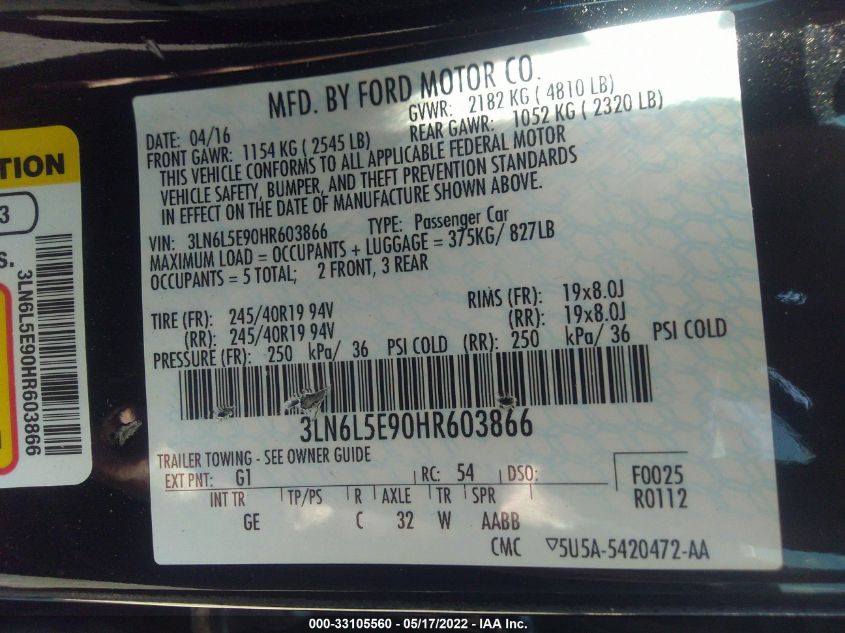 MFD. BY FORD MOTOR CO.
DATE: 04/16 GVWR: 2182 KG ( 4810 LB)
FRONT GAWR: 1154 KG ( 2545 LB) REAR GAWR: 1052 KG ( 2320 LB)
THIS VEHICLE CONFORMS TO ALL APPLICABLE FEDERAL MOTOR
VEHICLE SAFETY, BUMPER, AND THEFT PREVENTION STANDARDS
IN EFFECT ON THE DATE OF MANUFACTURE SHOWN ABOVE.
VIN: 3LN6L5E90HR603866 TYPE: Passenger Car
MAXIMUM LOAD = OCCUPANTS + LUGGAGE = 375KG/ 827LB
OCCUPANTS = 5 TOTAL; 2 FRONT, 3 REAR
TIRE (FR): 245/40R19 94V RIMS (FR): 19x8.0J
(RR): 245/40R19 94V (RR): 19x8.0J
PRESSURE (FR): 250 kPa/ 36 PSI COLD (RR): 250 kPa/ 36 PSI COLD
3LN6L5E90HR603866
TRAILER TOWING - SEE OWNER GUIDE
EXT PNT: G1 RC: 54 DSO: F0025
INT TR TP/PS R AXLE TR SPR R0112
GE C 32 W AABB
CMC ▽5U5A-5420472-AA
TION
3
S.
3LN6L5E90HR603866
000-33105560 - 05/17/2022 - IAA Inc.